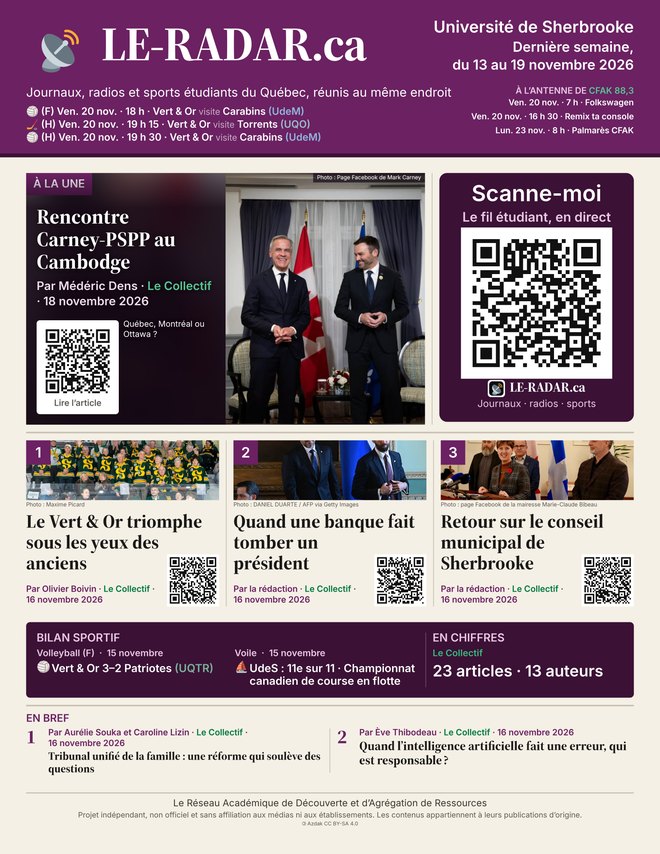 LE-RADAR.ca
Université de Sherbrooke
Dernière semaine,
du 13 au 19 novembre 2026
Journaux, radios et sports étudiants du Québec, réunis au même endroit
(F) Ven. 20 nov. · 18 h · Vert & Or visite Carabins (UdeM)
(H) Ven. 20 nov. · 19 h 15 · Vert & Or visite Torrents (UQO)
(H) Ven. 20 nov. · 19 h 30 · Vert & Or visite Carabins (UdeM)
À L'ANTENNE DE CFAK 88,3
Ven. 20 nov. · 7 h · Folkswagen
Ven. 20 nov. · 16 h 30 · Remix ta console
Lun. 23 nov. · 8 h · Palmarès CFAK
À LA UNE
Photo : Page Facebook de Mark Carney
Rencontre
Carney-PSPP au
Cambodge
Par Médéric Dens · Le Collectif
· 18 novembre 2026
Québec, Montréal ou
Ottawa ?
Lire l'article
Scanne-moi
Le fil étudiant, en direct
LE-RADAR.ca
Journaux · radios · sports
1
Photo : Maxime Picard
Le Vert & Or triomphe
sous les yeux des
anciens
Par Olivier Boivin · Le Collectif ·
16 novembre 2026
2
Photo : DANIEL DUARTE / AFP via Getty Images
Quand une banque fait
tomber un
président
Par la rédaction · Le Collectif ·
16 novembre 2026
3
Photo : page Facebook de la mairesse Marie-Claude Bibeau
Retour sur le conseil
municipal de
Sherbrooke
Par la rédaction · Le Collectif ·
16 novembre 2026
BILAN SPORTIF
Volleyball (F) · 15 novembre
Vert & Or 3–2 Patriotes (UQTR)
Voile · 15 novembre
UdeS : 11e sur 11 · Championnat
canadien de course en flotte
EN CHIFFRES
Le Collectif
23 articles · 13 auteurs
EN BREF
1
Par Aurélie Souka et Caroline Lizin · Le Collectif ·
16 novembre 2026
Tribunal unifié de la famille : une réforme qui soulève des
questions
2
Par Ève Thibodeau · Le Collectif · 16 novembre 2026
Quand l'intelligence artificielle fait une erreur, qui
est responsable ?
Le Réseau Académique de Découverte et d'Agrégation de Ressources
Projet indépendant, non officiel et sans affiliation aux médias ni aux établissements. Les contenus appartiennent à leurs publications d'origine.
Azdak CC BY-SA 4.0